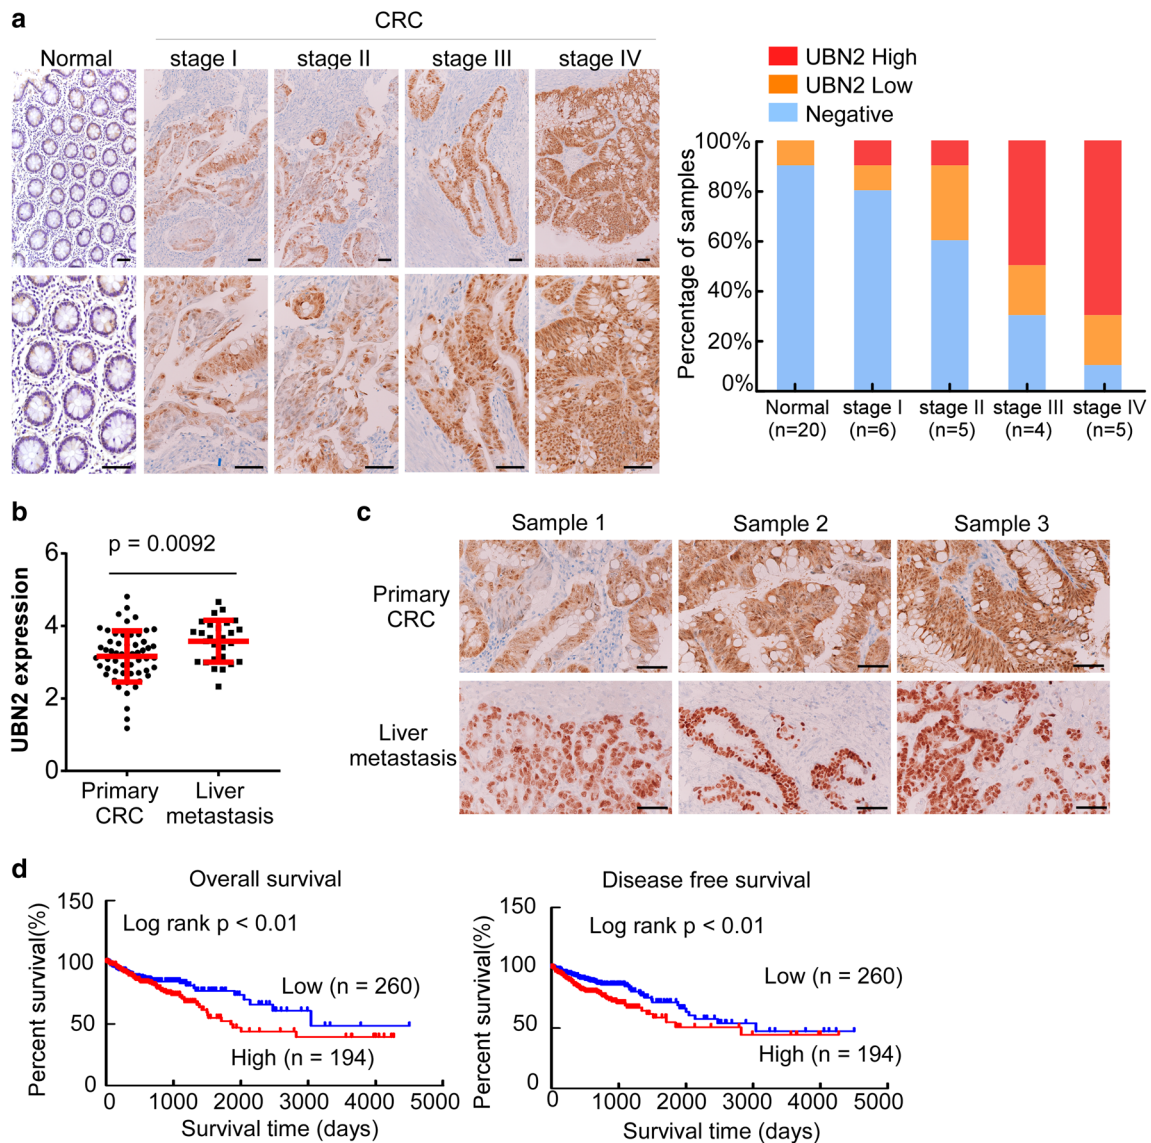 a
CRC
Normal
stage I
stage II
stage III
stage IV
UBN2 High
UBN2 Low
Negative
Percentage of samples
100%
80%
60%
40%
20%
0%
Normal
(n=20)
stage I
(n=6)
stage II
(n=5)
stage III
(n=4)
stage IV
(n=5)
b
p = 0.0092
UBN2 expression
6
4
2
0
Primary
CRC
Liver
metastasis
c
Sample 1
Sample 2
Sample 3
Primary
CRC
Liver
metastasis
d
Overall survival
Percent survival(%)
150
100
50
0
Log rank p < 0.01
Low (n = 260)
High (n = 194)
0
1000
2000
3000
4000
5000
Survival time (days)
Disease free survival
Percent survival(%)
150
100
50
0
Log rank p < 0.01
Low (n = 260)
High (n = 194)
0
1000
2000
3000
4000
5000
Survival time (days)